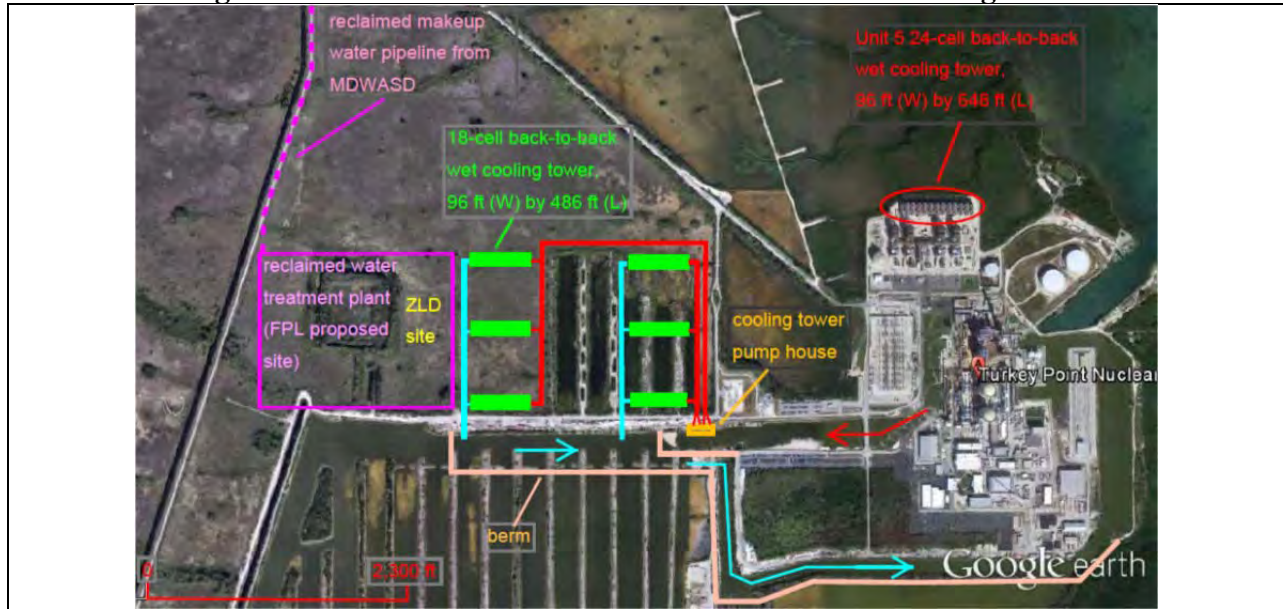 reclaimed makeup
water pipeline from
MDWASD
Unit 5 24-cell back-to-back
wet cooling tower,
96 ft (W) by 646 ft (L)
18-cell back-to-back
wet cooling tower,
96 ft (W) by 486 ft (L)
reclaimed water
treatment plant
(FPL proposed
site)
ZLD
site
cooling tower
pump house
Turkey Point Nuclear
berm
0
2,300 ft
Google earth